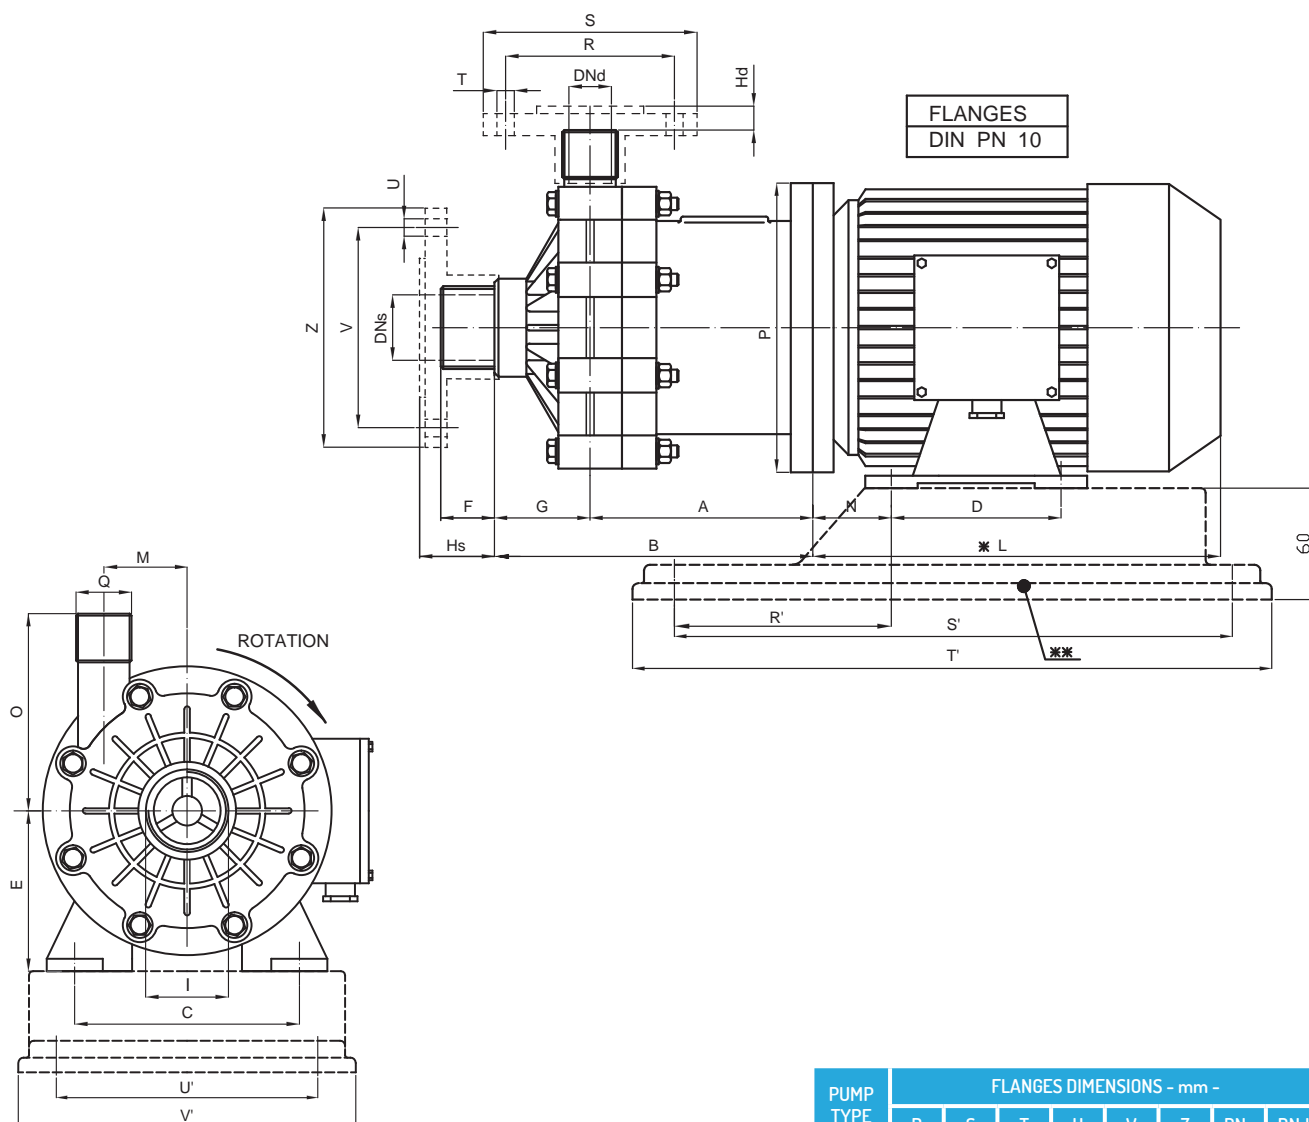 S
R
T
DNd
Hd
FLANGES
DIN PN 10
U
Z
V
DNs
P
F
G
A
N
D
Hs
B
* L
60
R'
S'
T'
**
M
Q
ROTATION
O
E
I
C
U'
V'
PUMP
TYPE
FLANGES DIMENSIONS - mm -